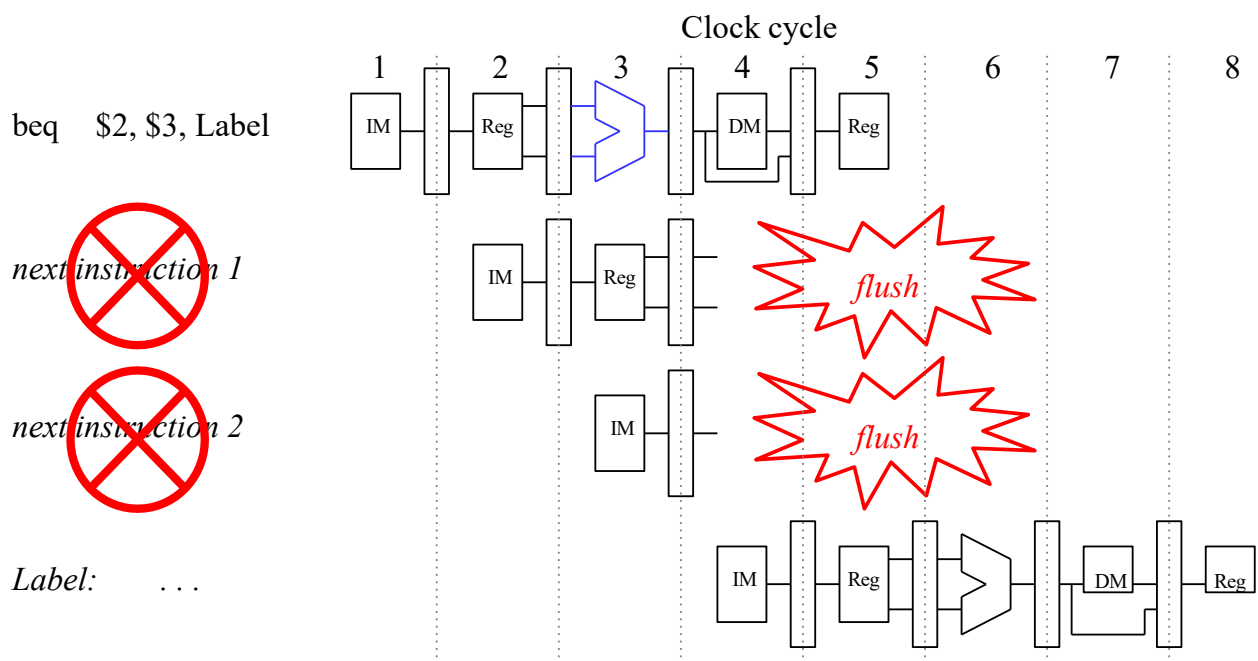 Clock cycle
1 2 3 4 5 6 7 8
beq $2, $3, Label
IM Reg DM Reg
next instruction 1
IM Reg flush
next instruction 2
IM flush
Label: . . .
IM Reg DM Reg